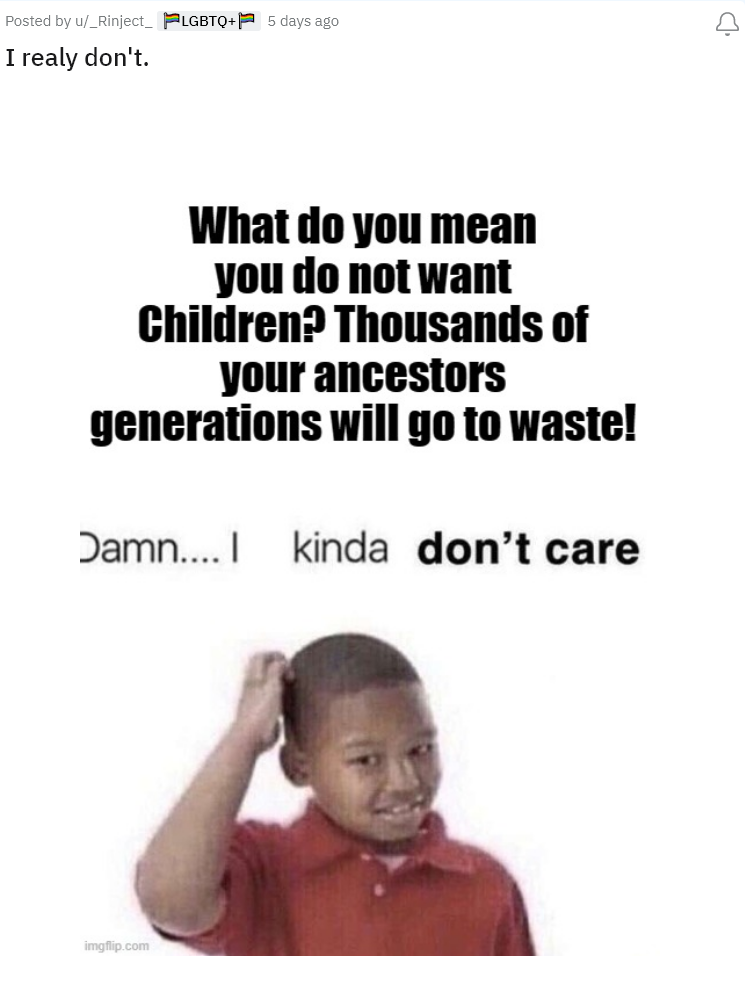 Posted by u/_Rinject_ 🏳️‍🌈LGBTQ+🏳️‍🌈 5 days ago
I realy don't.
What do you mean
you do not want
Children? Thousands of
your ancestors
generations will go to waste!
Damn.... I kinda don't care
imgflip.com